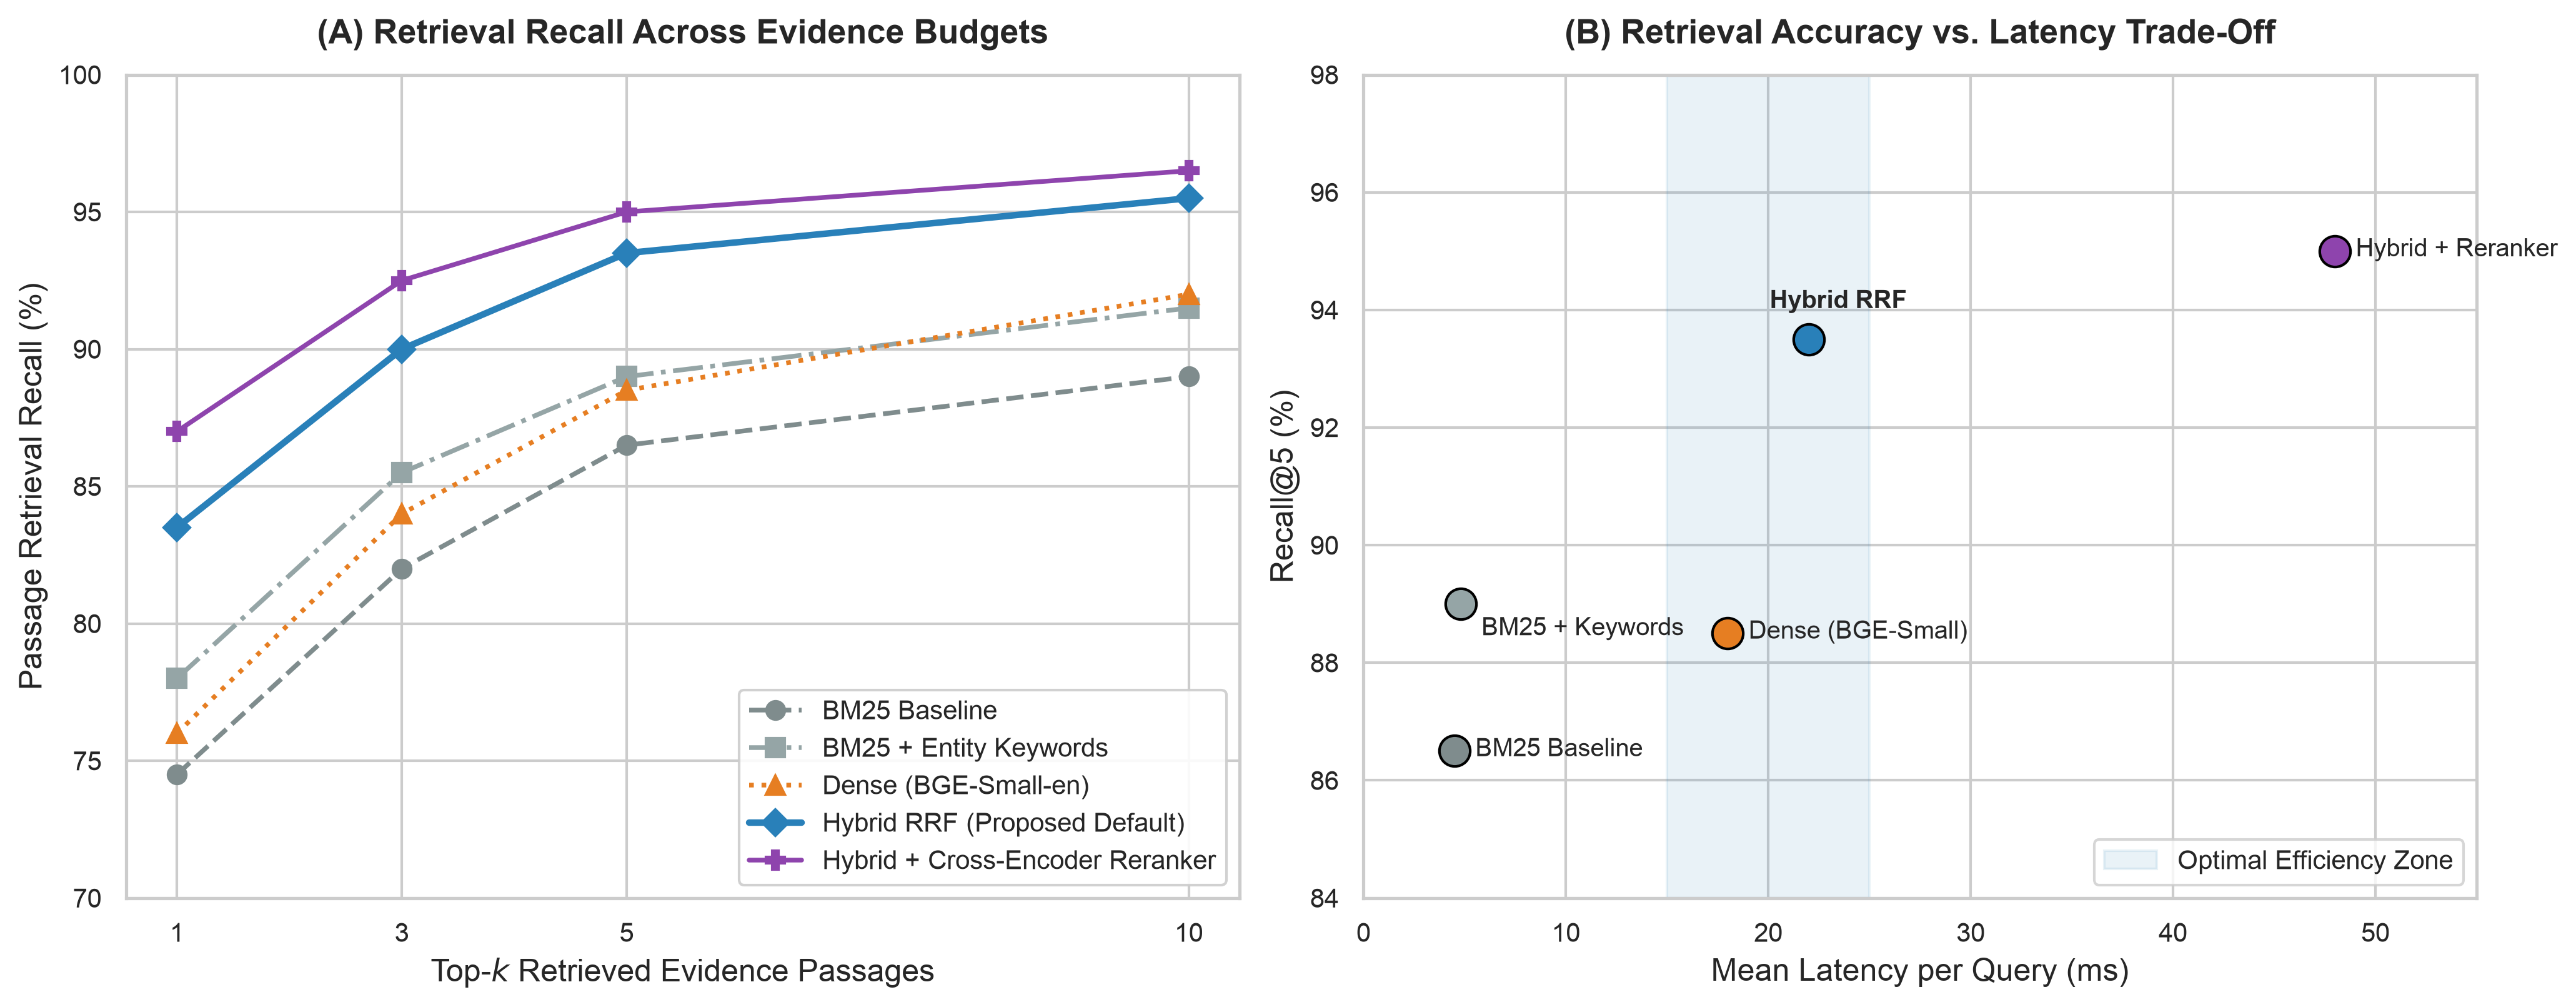 (A) Retrieval Recall Across Evidence Budgets
Passage Retrieval Recall (%)
100
95
90
85
80
75
70
1 3 5 10
Top-k Retrieved Evidence Passages
BM25 Baseline
BM25 + Entity Keywords
Dense (BGE-Small-en)
Hybrid RRF (Proposed Default)
Hybrid + Cross-Encoder Reranker
(B) Retrieval Accuracy vs. Latency Trade-Off
Recall@5 (%)
98
96
94
92
90
88
86
84
Hybrid + Reranker
Hybrid RRF
BM25 + Keywords
Dense (BGE-Small)
BM25 Baseline
Optimal Efficiency Zone
0 10 20 30 40 50
Mean Latency per Query (ms)